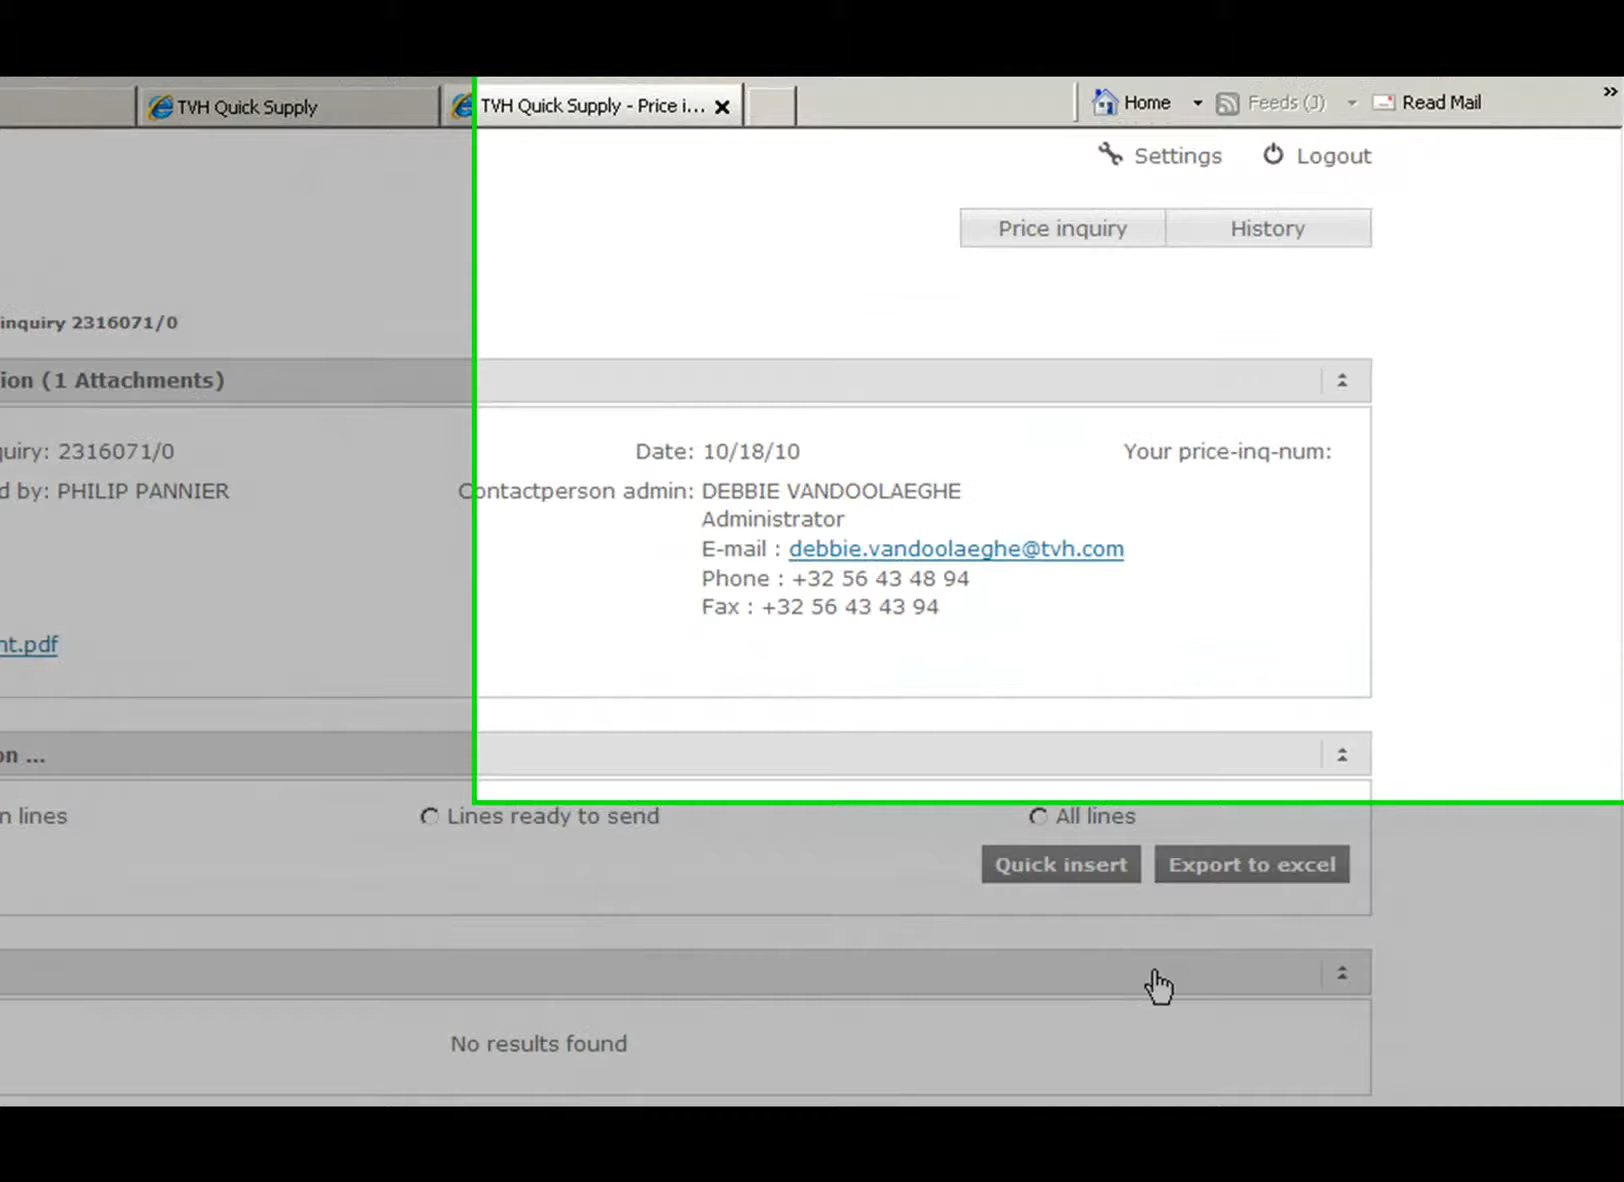 TVH Quick Supply
TVH Quick Supply - Price i...
Home
Feeds (J)
Read Mail
Settings
Logout
Price inquiry
History
inquiry 2316071/0
ion (1 Attachments)
quiry: 2316071/0
Date: 10/18/10
Your price-inq-num:
d by: PHILIP PANNIER
Contactperson admin: DEBBIE VANDOOLAEGHE
Administrator
E-mail : debbie.vandoolaeghe@tvh.com
Phone : +32 56 43 48 94
Fax : +32 56 43 43 94
nt.pdf
on ...
n lines
Lines ready to send
All lines
Quick insert
Export to excel
No results found